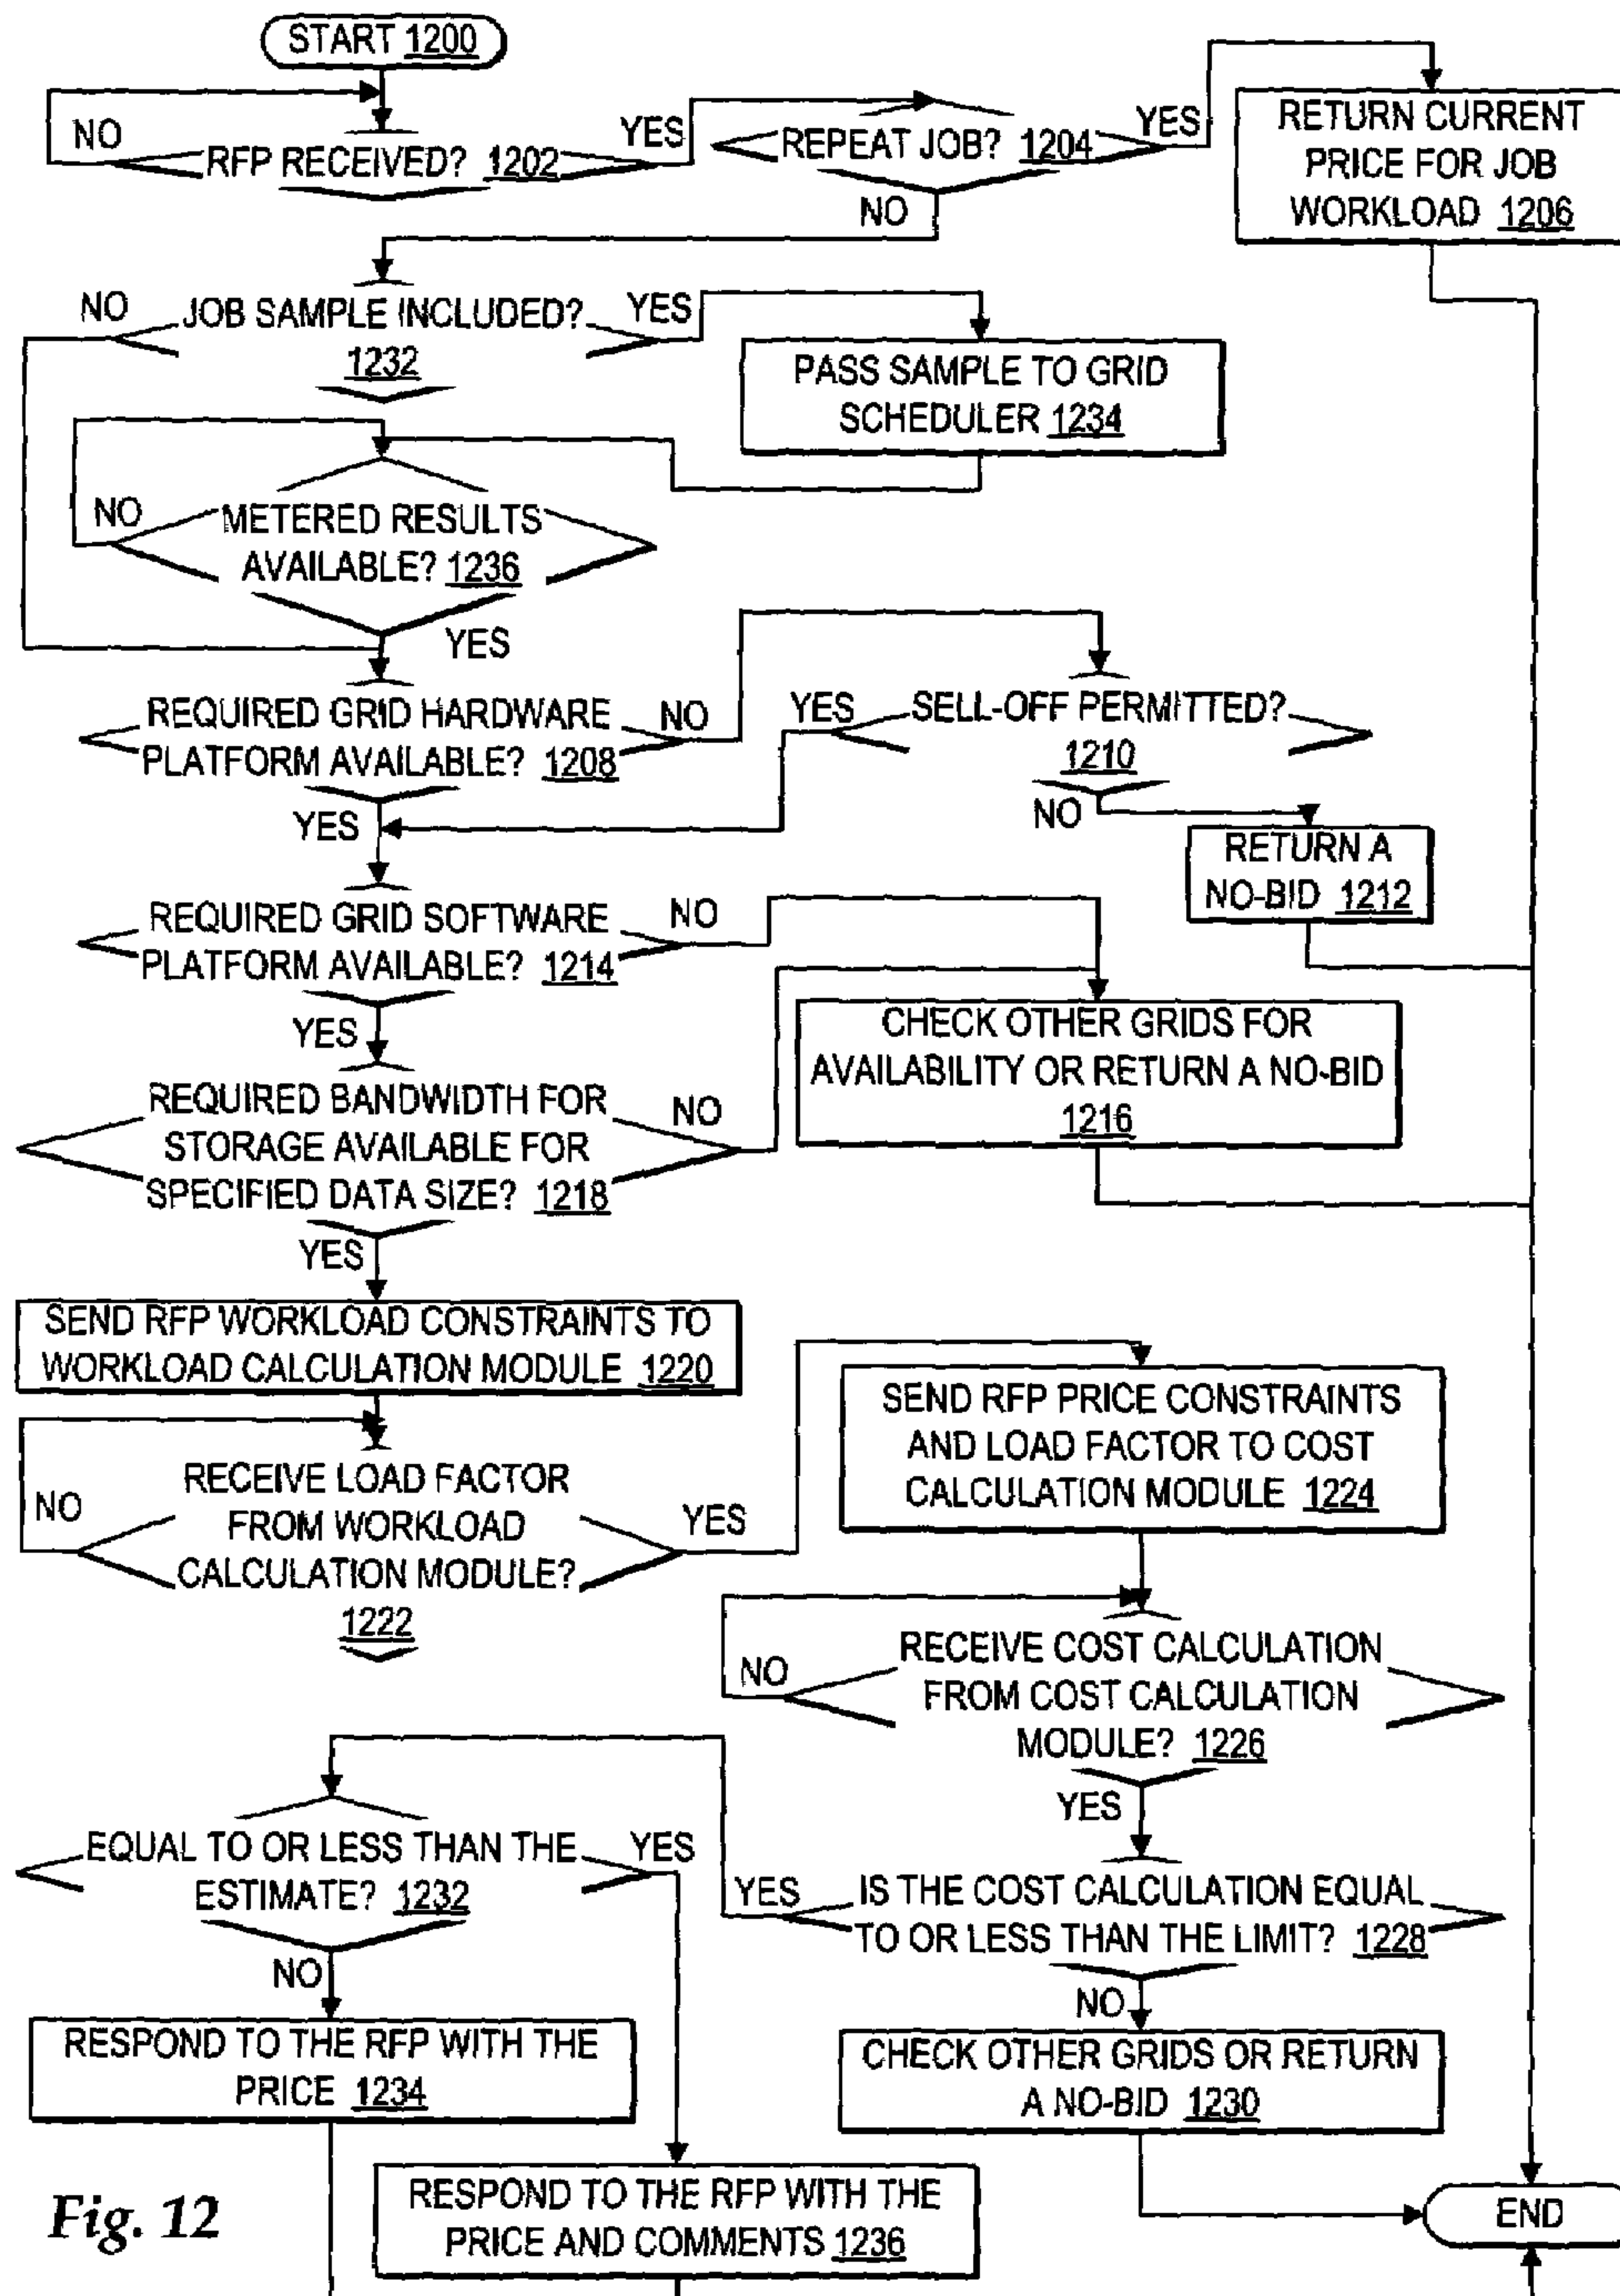 START 1200
NO
RFP RECEIVED? 1202
YES
REPEAT JOB? 1204
YES
NO
RETURN CURRENT
PRICE FOR JOB
WORKLOAD 1206
NO
JOB SAMPLE INCLUDED?
1232
YES
PASS SAMPLE TO GRID
SCHEDULER 1234
NO
METERED RESULTS
AVAILABLE? 1236
YES
REQUIRED GRID HARDWARE
PLATFORM AVAILABLE? 1208
NO
YES
YES
SELL-OFF PERMITTED?
1210
NO
RETURN A
NO-BID 1212
REQUIRED GRID SOFTWARE
PLATFORM AVAILABLE? 1214
NO
YES
CHECK OTHER GRIDS FOR
AVAILABILITY OR RETURN A NO-BID
1216
REQUIRED BANDWIDTH FOR
STORAGE AVAILABLE FOR
SPECIFIED DATA SIZE? 1218
NO
YES
SEND RFP WORKLOAD CONSTRAINTS TO
WORKLOAD CALCULATION MODULE 1220
NO
RECEIVE LOAD FACTOR
FROM WORKLOAD
CALCULATION MODULE?
1222
YES
SEND RFP PRICE CONSTRAINTS
AND LOAD FACTOR TO COST
CALCULATION MODULE 1224
NO
RECEIVE COST CALCULATION
FROM COST CALCULATION
MODULE? 1226
YES
IS THE COST CALCULATION EQUAL
TO OR LESS THAN THE LIMIT? 1228
YES
NO
CHECK OTHER GRIDS OR RETURN
A NO-BID 1230
EQUAL TO OR LESS THAN THE
ESTIMATE? 1232
YES
NO
RESPOND TO THE RFP WITH THE
PRICE 1234
RESPOND TO THE RFP WITH THE
PRICE AND COMMENTS 1236
END
Fig. 12